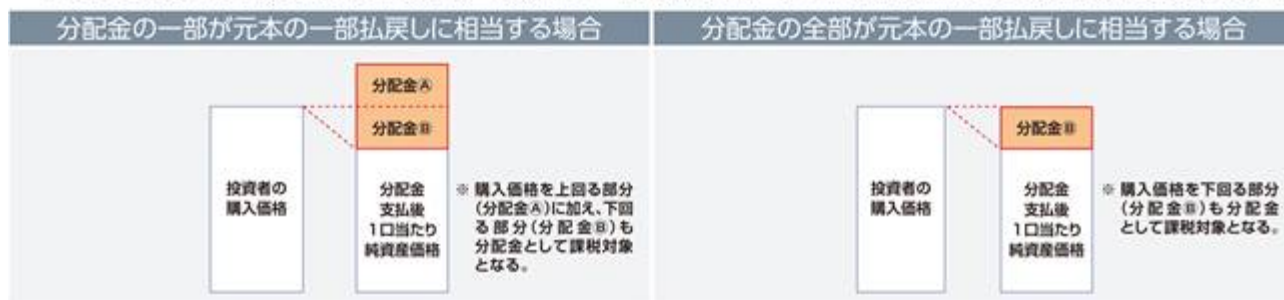 分配金の一部が元本の一部払戻しに相当する場合
分配金Ⓐ
分配金Ⓑ
投資者の
購入価格
分配金
支払後
1口当たり
純資産価格
※ 購入価格を上回る部分
(分配金Ⓐ)に加え、下回
る部分(分配金Ⓑ)も
分配金として課税対象
となる。
分配金の全部が元本の一部払戻しに相当する場合
分配金Ⓑ
投資者の
購入価格
分配金
支払後
1口当たり
純資産価格
※ 購入価格を下回る部分
(分配金Ⓑ)も分配金
として課税対象となる。